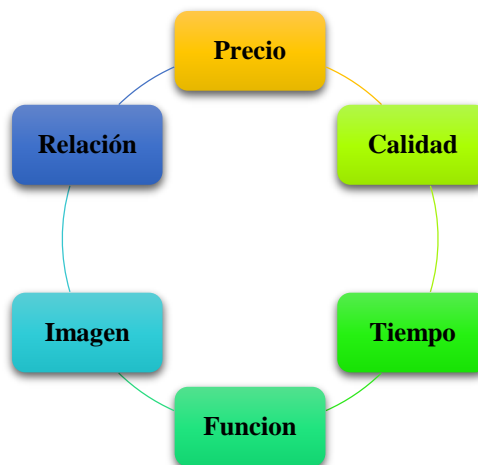 Precio
Relación
Calidad
Imagen
Tiempo
Funcion